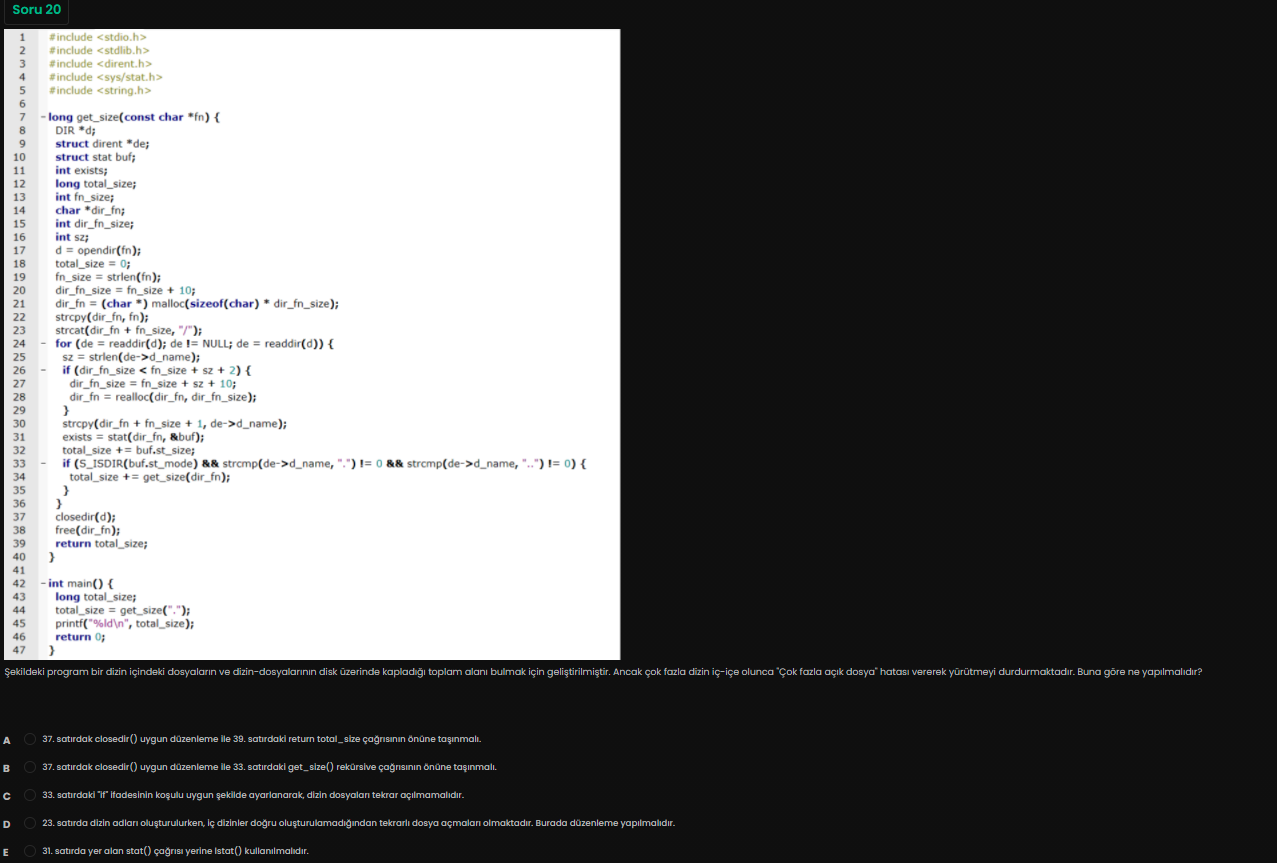 Soru 20
1 #include <stdio.h>
2 #include <stdlib.h>
3 #include <dirent.h>
4 #include <sys/stat.h>
5 #include <string.h>
6
7 - long get_size(const char *fn) {
8 DIR *d;
9 struct dirent *de;
10 struct stat buf;
11 int exists;
12 long total_size;
13 int fn_size;
14 char *dir_fn;
15 int dir_fn_size;
16 int sz;
17 d = opendir(fn);
18 total_size = 0;
19 fn_size = strlen(fn);
20 dir_fn_size = fn_size + 10;
21 dir_fn = (char *) malloc(sizeof(char) * dir_fn_size);
22 strcpy(dir_fn, fn);
23 strcat(dir_fn + fn_size, "/");
24 - for (de = readdir(d); de != NULL; de = readdir(d)) {
25 sz = strlen(de->d_name);
26 - if (dir_fn_size < fn_size + sz + 2) {
27 dir_fn_size = fn_size + sz + 10;
28 dir_fn = realloc(dir_fn, dir_fn_size);
29 }
30 strcpy(dir_fn + fn_size + 1, de->d_name);
31 exists = stat(dir_fn, &buf);
32 total_size += buf.st_size;
33 - if (S_ISDIR(buf.st_mode) && strcmp(de->d_name, ".") != 0 && strcmp(de->d_name, "..") != 0) {
34 total_size += get_size(dir_fn);
35 }
36 }
37 closedir(d);
38 free(dir_fn);
39 return total_size;
40 }
41
42 - int main() {
43 long total_size;
44 total_size = get_size(".");
45 printf("%ld\n", total_size);
46 return 0;
47 }
Şekildeki program bir dizin içindeki dosyaların ve dizin-dosyalarının disk üzerinde kapladığı toplam alanı bulmak için geliştirilmiştir. Ancak çok fazla dizin iç-içe olunca "Çok fazla açık dosya" hatası vererek yürütmeyi durdurmaktadır. Buna göre ne yapılmalıdır?
A 37. satırdak closedir() uygun düzenleme ile 39. satırdaki return total_size çağrısının önüne taşınmalı.
B 37. satırdak closedir() uygun düzenleme ile 33. satırdaki get_size() rekürsive çağrısının önüne taşınmalı.
C 33. satırdaki "if" ifadesinin koşulu uygun şekilde ayarlanarak, dizin dosyaları tekrar açılmamalıdır.
D 23. satırda dizin adları oluşturulurken, iç dizinler doğru oluşturulamadığından tekrarlı dosya açmaları olmaktadır. Burada düzenleme yapılmalıdır.
E 31. satırda yer alan stat() çağrısı yerine lstat() kullanılmalıdır.